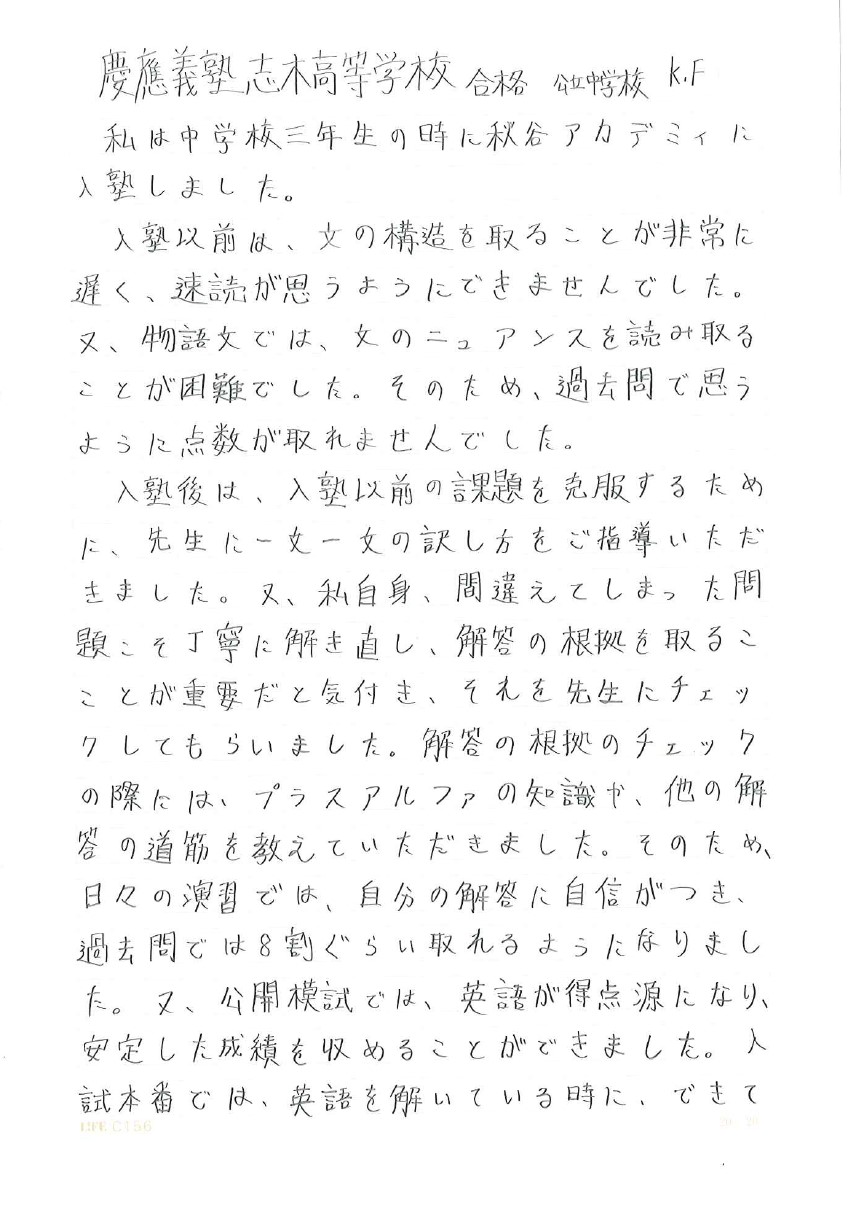 慶應義塾志木高等学校 合格 公立中学校 K.F
私は中学校三年生の時に秋谷アカデミィに
入塾しました。
入塾以前は、文の構造を取ることが非常に
遅く、速読が思うようにできませんでした。
又、物語文では、文のニュアンスを読み取る
ことが困難でした。そのため、過去問で思う
ように点数が取れませんでした。
入塾後は、入塾以前の課題を克服するため
に、先生に一文一文の訳し方をご指導いただ
きました。又、私自身、間違えてしまった問
題こそ丁寧に解き直し、解答の根拠を取るこ
ことが重要だと気付き、それを先生にチェッ
クしてもらいました。解答の根拠のチェック
の際には、プラスアルファの知識や、他の解
答の道筋を教えていただきました。そのため、
日々の演習では、自分の解答に自信がつき、
過去問では8割ぐらい取れるようになりまし
た。又、公開模試では、英語が得点源になり、
安定した成績を収めることができました。入
試本番では、英語を解いている時に、できて
LIFE C156